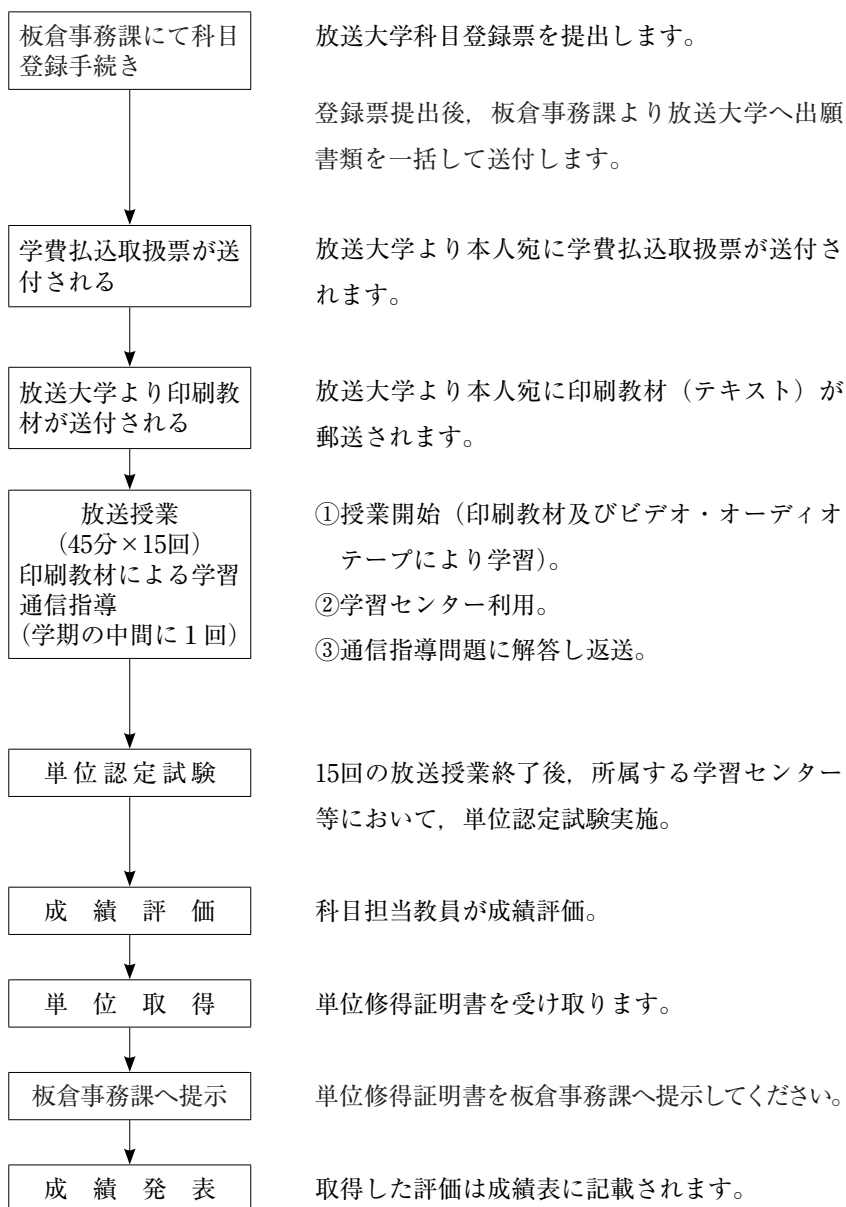 板倉事務課にて科目
登録手続き
放送大学科目登録票を提出します。
登録票提出後，板倉事務課より放送大学へ出願
書類を一括して送付します。
学費払込取扱票が送
付される
放送大学より本人宛に学費払込取扱票が送付さ
れます。
放送大学より印刷教
材が送付される
放送大学より本人宛に印刷教材（テキスト）が
郵送されます。
放送授業
（45分×15回）
印刷教材による学習
通信指導
（学期の中間に１回）
①授業開始（印刷教材及びビデオ・オーディオ
テープにより学習）。
②学習センター利用。
③通信指導問題に解答し返送。
単位認定試験
15回の放送授業終了後，所属する学習センター
等において，単位認定試験実施。
成績評価
科目担当教員が成績評価。
単位取得
単位修得証明書を受け取ります。
板倉事務課へ提示
単位修得証明書を板倉事務課へ提示してください。
成績発表
取得した評価は成績表に記載されます。